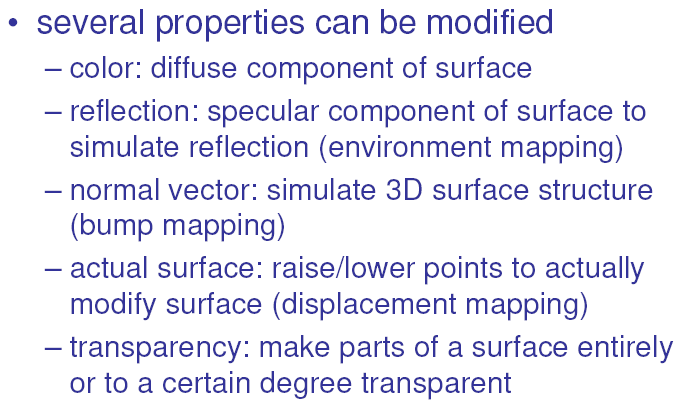 • several properties can be modified
– color: diffuse component of surface
– reflection: specular component of surface to
simulate reflection (environment mapping)
– normal vector: simulate 3D surface structure
(bump mapping)
– actual surface: raise/lower points to actually
modify surface (displacement mapping)
– transparency: make parts of a surface entirely
or to a certain degree transparent